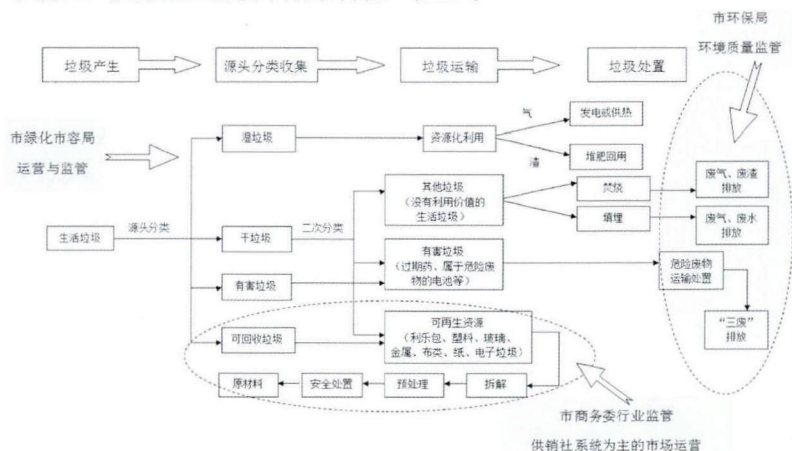 市环保局
环境质量监管
垃圾产生
源头分类收集
垃圾运输
垃圾处置
市绿化市容局
运营与监管
湿垃圾
资源化利用
气
发电或供热
渣
堆肥回用
生活垃圾
源头分类
干垃圾
二次分类
其他垃圾
(没有利用价值的
生活垃圾)
焚烧
废气、废渣
排放
填埋
废气、废水
排放
有害垃圾
有害垃圾
(过期药、属于危险废
物的电池等)
危险废物
运输处置
“三废”
排放
可回收垃圾
可再生资源
(利乐包、塑料、玻璃、
金属、布类、纸、电子垃圾)
原材料
安全处置
预处理
拆解
市商务委行业监管
供销社系统为主的市场运营